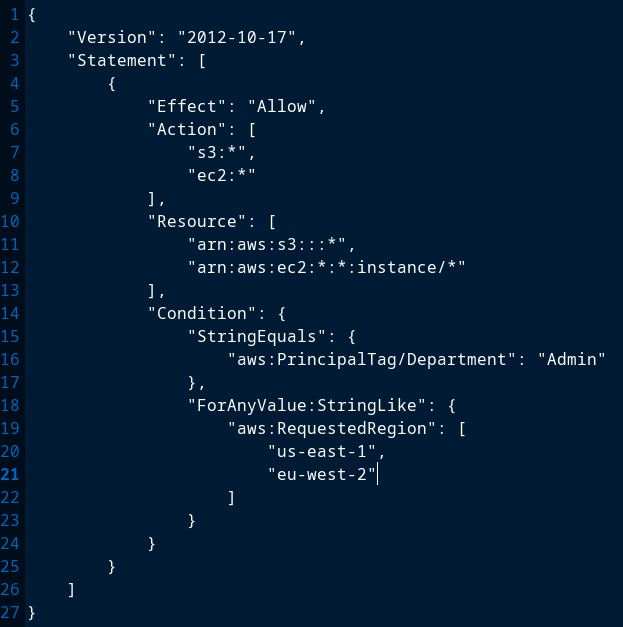 1 {
2     "Version": "2012-10-17",
3     "Statement": [
4         {
5             "Effect": "Allow",
6             "Action": [
7                 "s3:*",
8                 "ec2:*"
9             ],
10             "Resource": [
11                 "arn:aws:s3:::*",
12                 "arn:aws:ec2:*:*:instance/*"
13             ],
14             "Condition": {
15                 "StringEquals": {
16                     "aws:PrincipalTag/Department": "Admin"
17                 },
18                 "ForAnyValue:StringLike": {
19                     "aws:RequestedRegion": [
20                         "us-east-1",
21                         "eu-west-2"
22                     ]
23                 }
24             }
25         }
26     ]
27 }